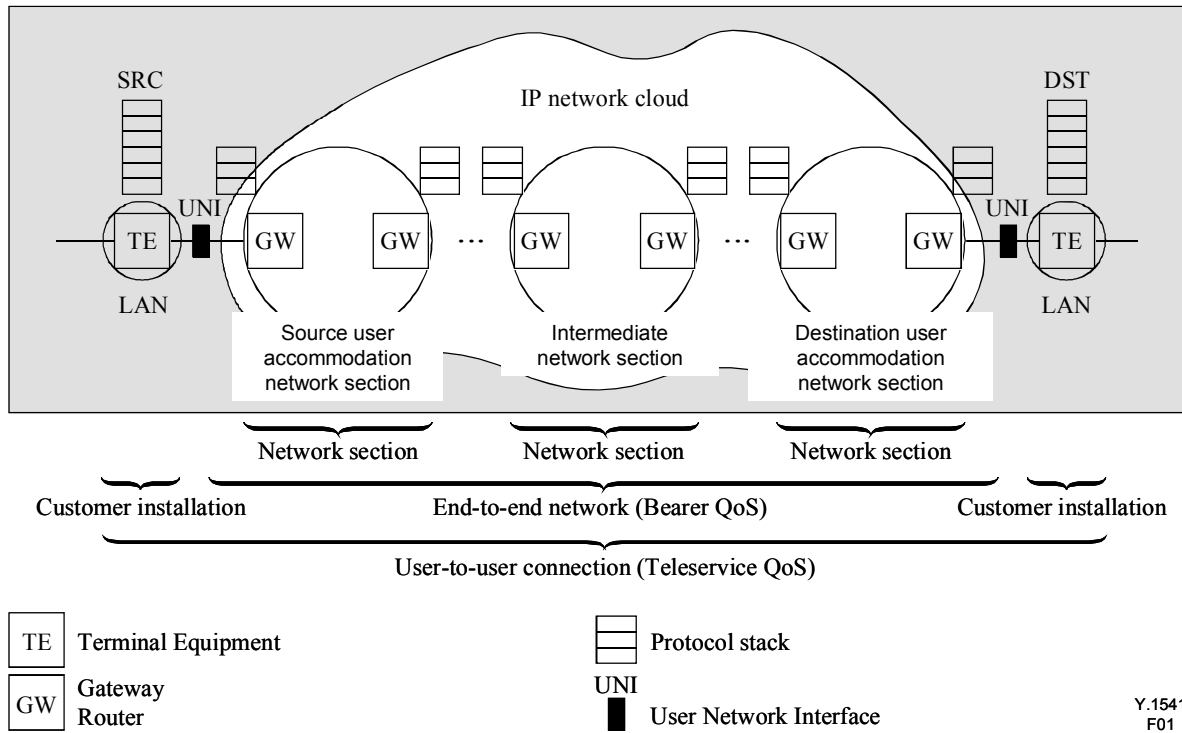 SRC
DST
IP network cloud
UNI
UNI
TE
GW
GW
...
GW
GW
...
GW
GW
TE
LAN
LAN
Source user
accommodation
network section
Intermediate
network section
Destination user
accommodation
network section
Network section
Network section
Network section
Customer installation
End-to-end network (Bearer QoS)
Customer installation
User-to-user connection (Teleservice QoS)
TE
Terminal Equipment
Protocol stack
GW
Gateway
Router
UNI
User Network Interface
Y.1541
F01